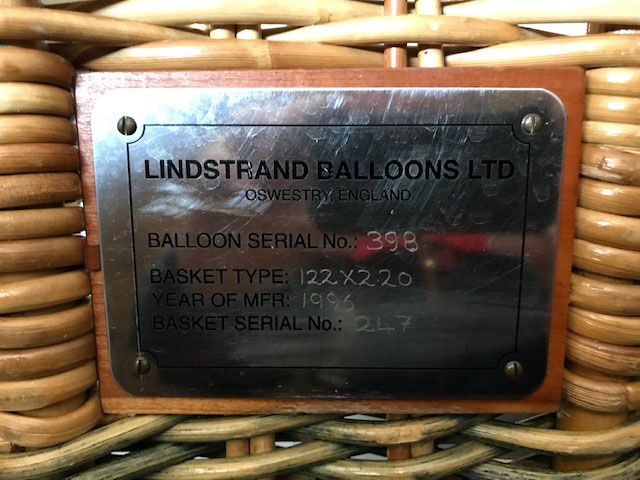 LINDSTRAND BALLOONS LTD
OSWESTRY, ENGLAND
BALLOON SERIAL No.: 398
BASKET TYPE: 122X220
YEAR OF MFR: 1996
BASKET SERIAL No.: 2L7